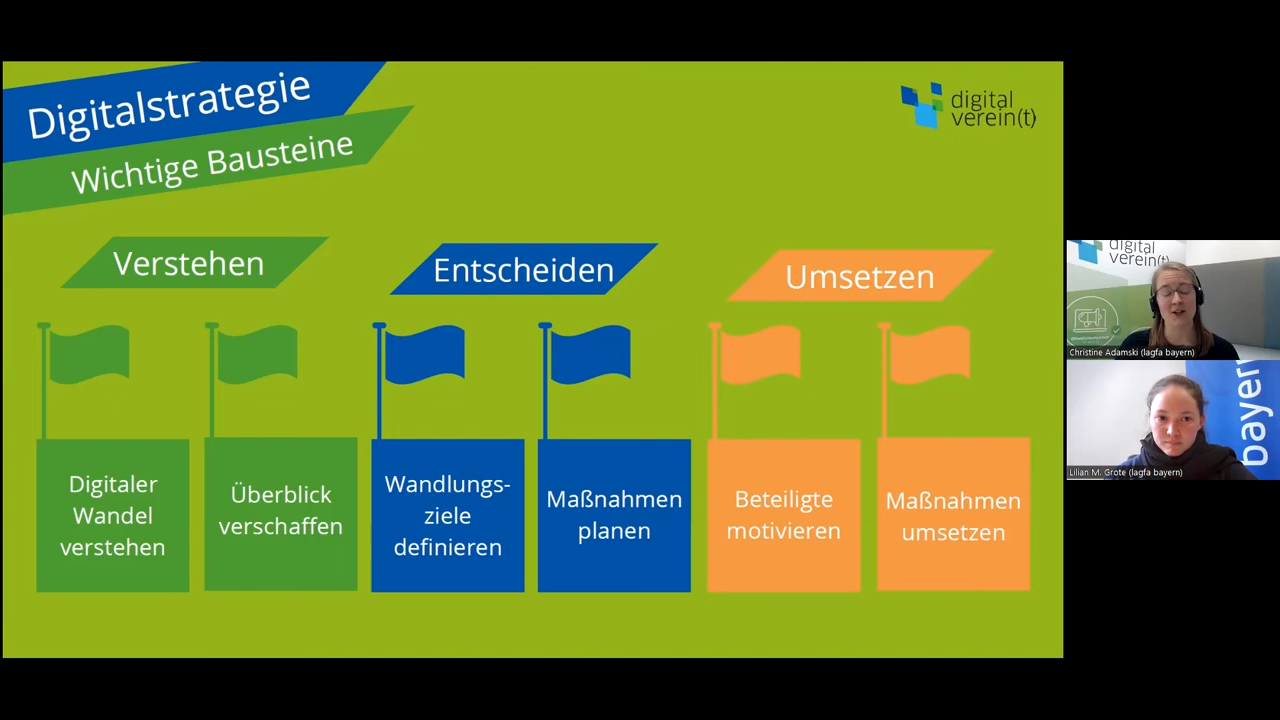 Digitalstrategie
Wichtige Bausteine
digital
verein(t)
Verstehen
Entscheiden
Umsetzen
Digitaler
Wandel
verstehen
Überblick
verschaffen
Wandlungs-
ziele
definieren
Maßnahmen
planen
Beteiligte
motivieren
Maßnahmen
umsetzen
digital
verein(t)
Christine Adamski (lagfa bayern)
bayern
Lilian M. Grote (lagfa bayern)